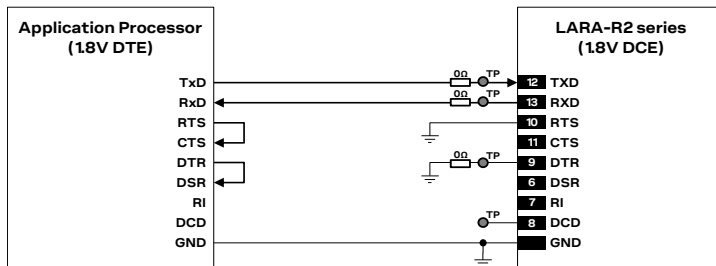 Application Processor
(1.8V DTE)
LARA-R2 series
(1.8V DCE)
TxD
0Ω
TP
12
TXD
RxD
0Ω
TP
13
RXD
RTS
10
RTS
CTS
11
CTS
DTR
0Ω
TP
9
DTR
DSR
6
DSR
RI
7
RI
DCD
TP
8
DCD
GND
GND